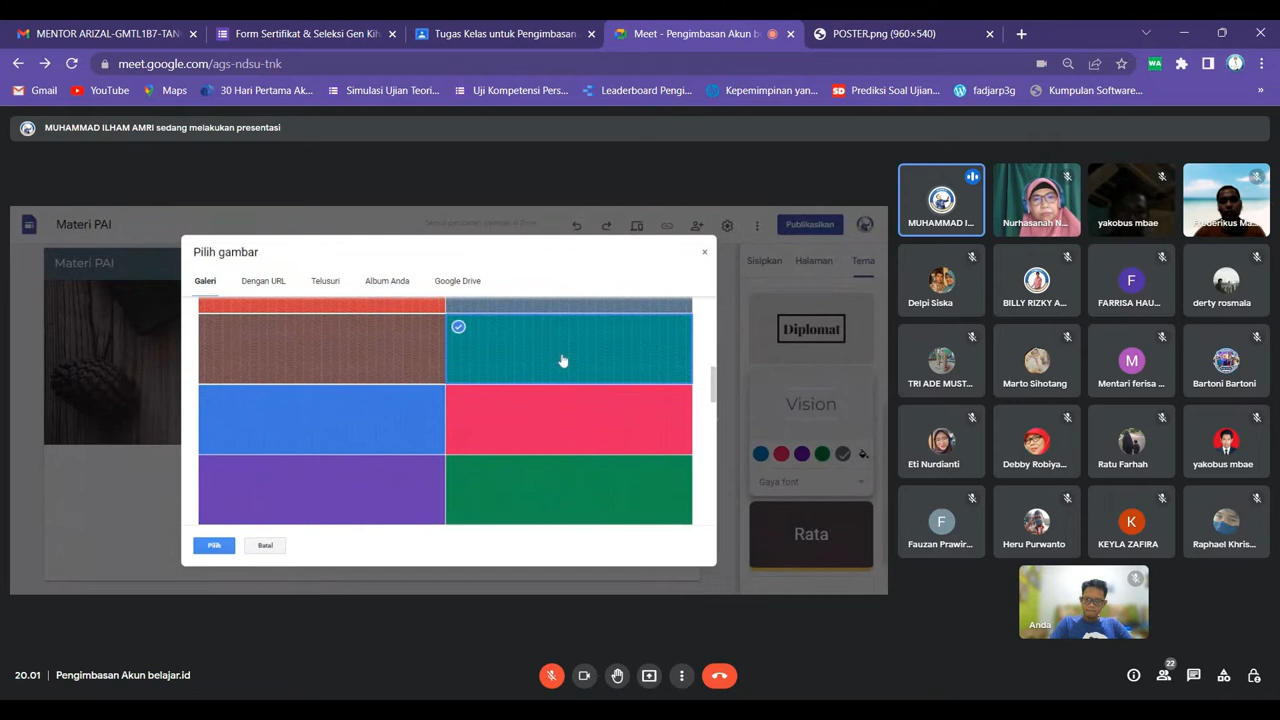 MENTOR ARIZAL-GMTL1B7-TAN
Form Sertifikat & Seleksi Gen Kih
Tugas Kelas untuk Pengimbasan
Meet - Pengimbasan Akun be
POSTER.png (960×540)
meet.google.com/ags-ndsu-tnk
WA
Gmail
YouTube
Maps
30 Hari Pertama Ak...
Simulasi Ujian Teori...
Uji Kompetensi Pers...
Leaderboard Pengi...
Kepemimpinan yan...
SD Prediksi Soal Ujian...
fadjarp3g
Kumpulan Software...
MUHAMMAD ILHAM AMRI sedang melakukan presentasi
Materi PAI
Publikasikan
Materi PAI
Pilih gambar
Galeri
Dengan URL
Telusuri
Album Anda
Google Drive
Pilih
Batal
Sisipkan
Halaman
Tema
Diplomat
Vision
Gaya font
Rata
MUHAMMAD I...
Nurhasanah N...
yakobus mbae
Frederikus Ma...
Delpi Siska
BILLY RIZKY A...
F
FARRISA HAU...
derty rosmala
TRI ADE MUST...
Marto Sihotang
M
Mentari ferisa ...
Bartoni Bartoni
Eti Nurdianti
Debby Robiya...
Ratu Farhah
yakobus mbae
F
Fauzan Prawir...
Heru Purwanto
K
KEYLA ZAFIRA
Raphael Khris...
Anda
20.01
Pengimbasan Akun belajar.id
22